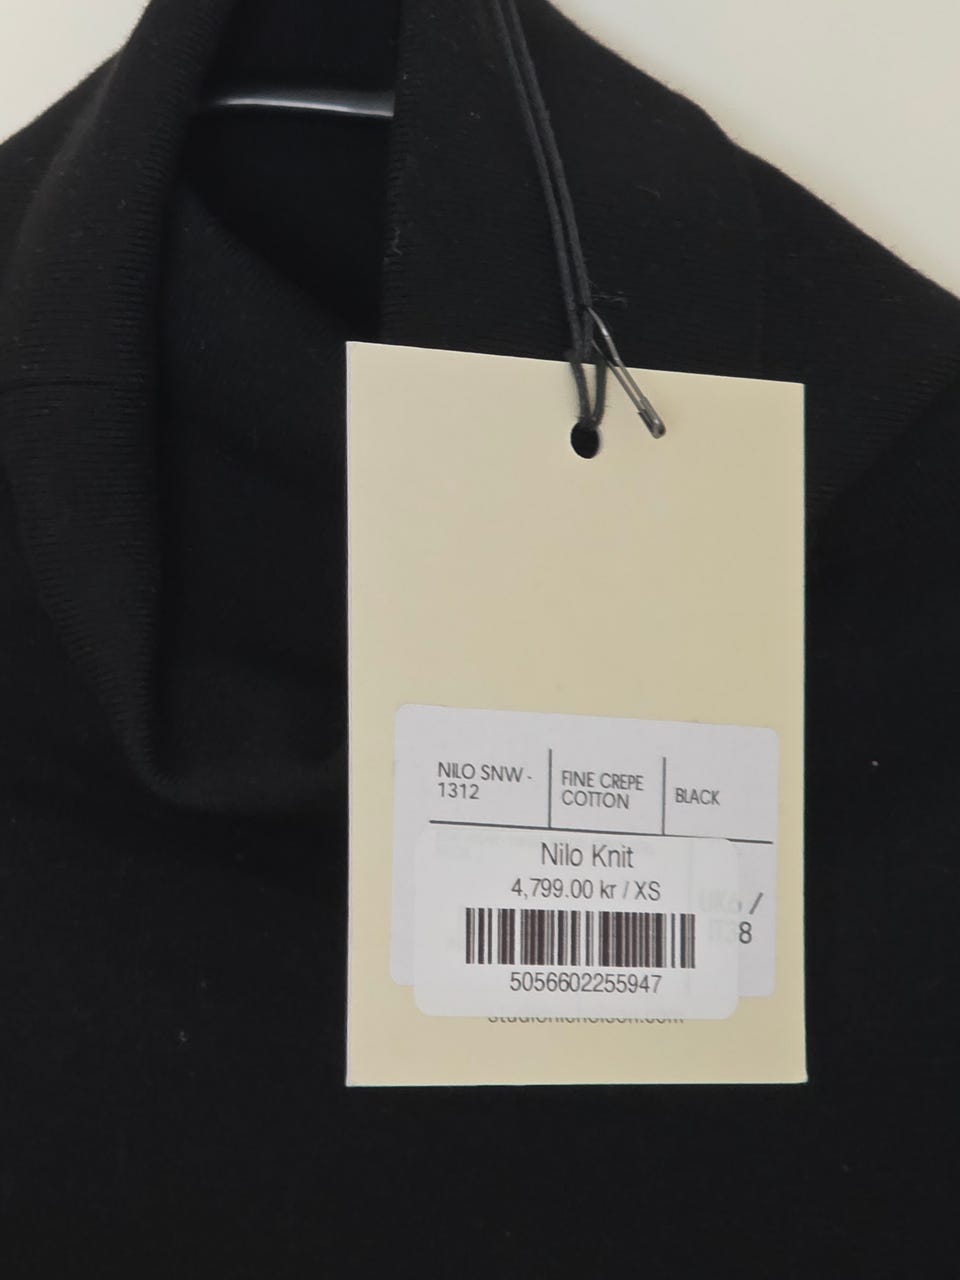 NILO SNW -
1312
FINE CREPE
COTTON
BLACK
Nilo Knit
4,799.00 kr / XS
5056602255947
/
8